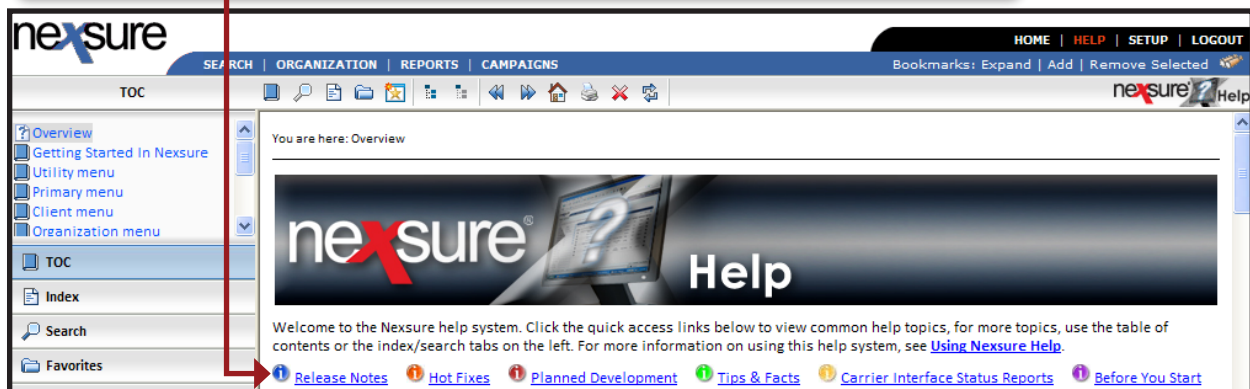 nexsure
HOME | HELP | SETUP | LOGOUT
SEARCH | ORGANIZATION | REPORTS | CAMPAIGNS
Bookmarks: Expand | Add | Remove Selected
TOC
nexsure Help
Overview
Getting Started In Nexsure
Utility menu
Primary menu
Client menu
Organization menu
TOC
Index
Search
Favorites
You are here: Overview
nexsure® Help
Welcome to the Nexsure help system. Click the quick access links below to view common help topics, for more topics, use the table of
contents or the index/search tabs on the left. For more information on using this help system, see Using Nexsure Help.
Release Notes Hot Fixes Planned Development Tips & Facts Carrier Interface Status Reports Before You Start